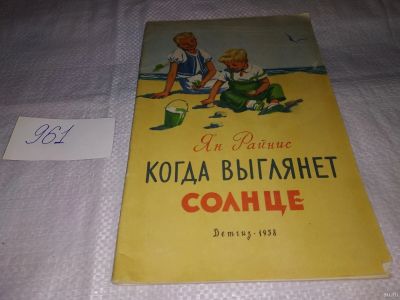 961
Ян Райнис
КОГДА ВЫГЛЯНЕТ
СОЛНЦЕ
Детгиз - 1958